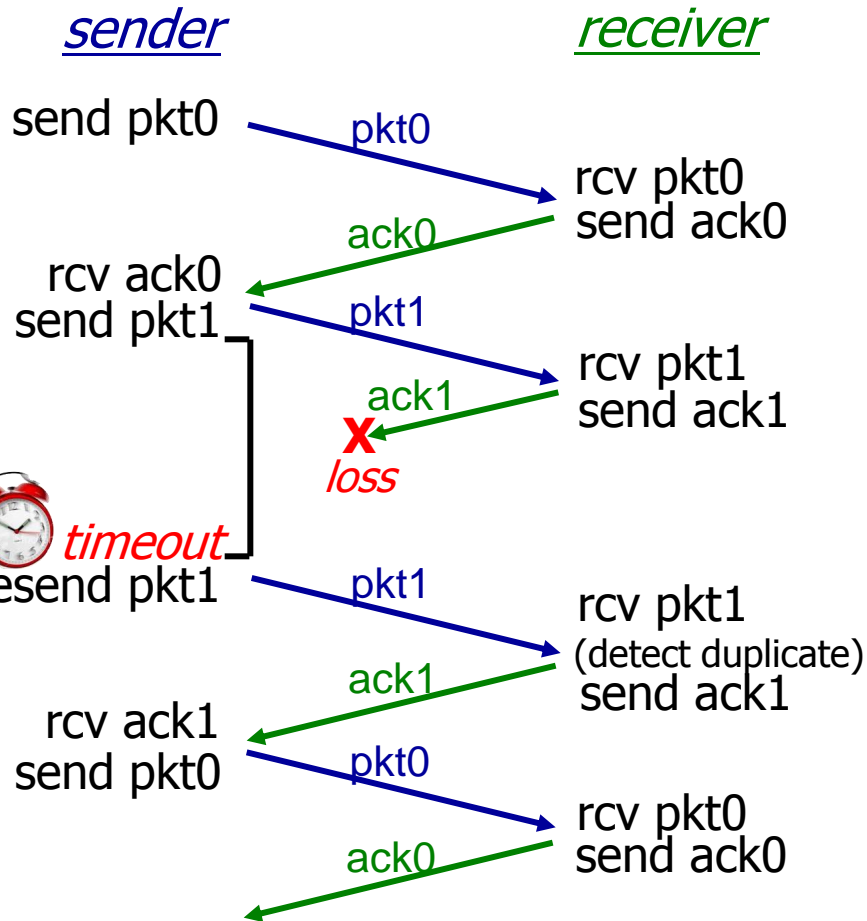 sender
receiver
send pkt0
pkt0
rcv pkt0
send ack0
ack0
rcv ack0
send pkt1
pkt1
rcv pkt1
send ack1
ack1
X
loss
timeout
esend pkt1
pkt1
rcv pkt1
(detect duplicate)
send ack1
ack1
rcv ack1
send pkt0
pkt0
rcv pkt0
send ack0
ack0